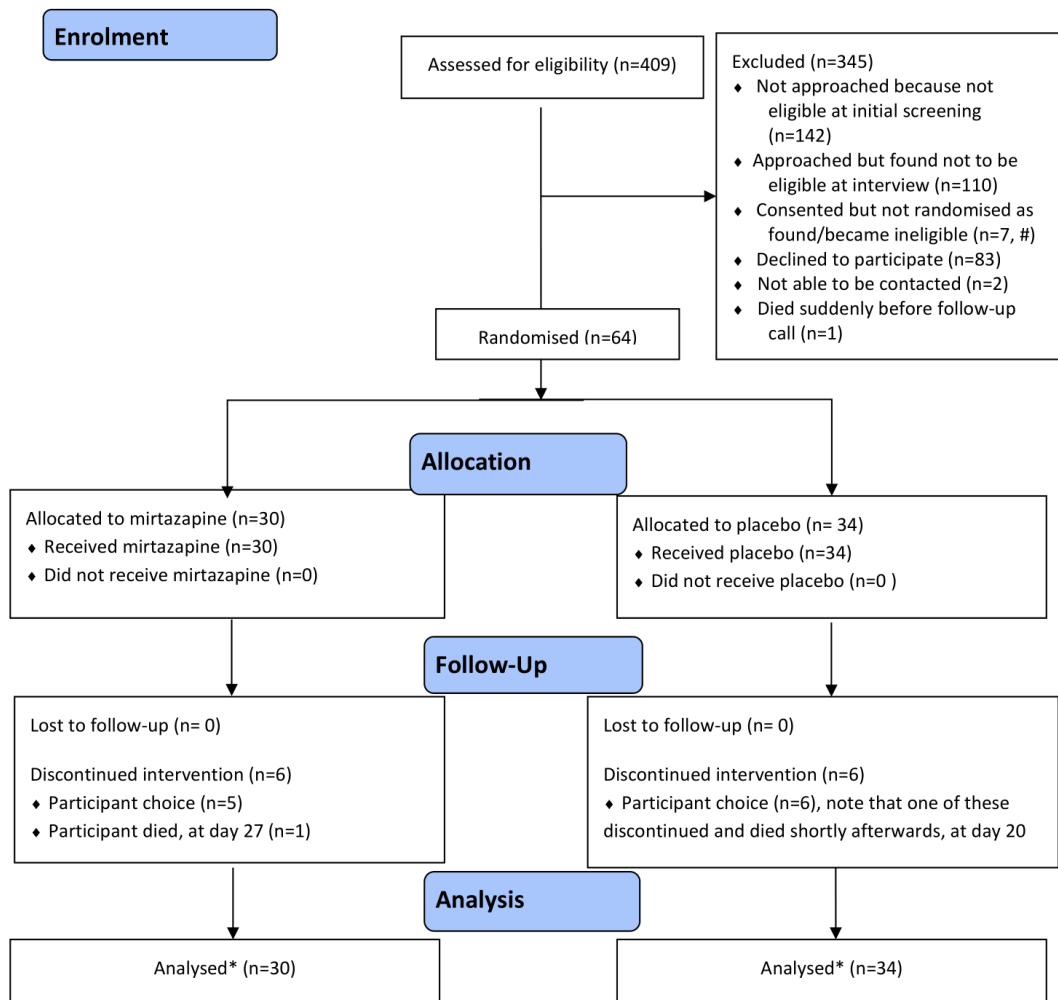 Enrolment
Assessed for eligibility (n=409)
Excluded (n=345)
♦ Not approached because not
eligible at initial screening
(n=142)
♦ Approached but found not to be
eligible at interview (n=110)
♦ Consented but not randomised as
found/became ineligible (n=7, #)
♦ Declined to participate (n=83)
♦ Not able to be contacted (n=2)
♦ Died suddenly before follow-up
call (n=1)
Randomised (n=64)
Allocation
Allocated to mirtazapine (n=30)
♦ Received mirtazapine (n=30)
♦ Did not receive mirtazapine (n=0)
Allocated to placebo (n= 34)
♦ Received placebo (n=34)
♦ Did not receive placebo (n=0 )
Follow-Up
Lost to follow-up (n= 0)
Discontinued intervention (n=6)
♦ Participant choice (n=5)
♦ Participant died, at day 27 (n=1)
Lost to follow-up (n= 0)
Discontinued intervention (n=6)
♦ Participant choice (n=6), note that one of these
discontinued and died shortly afterwards, at day 20
Analysis
Analysed* (n=30)
Analysed* (n=34)